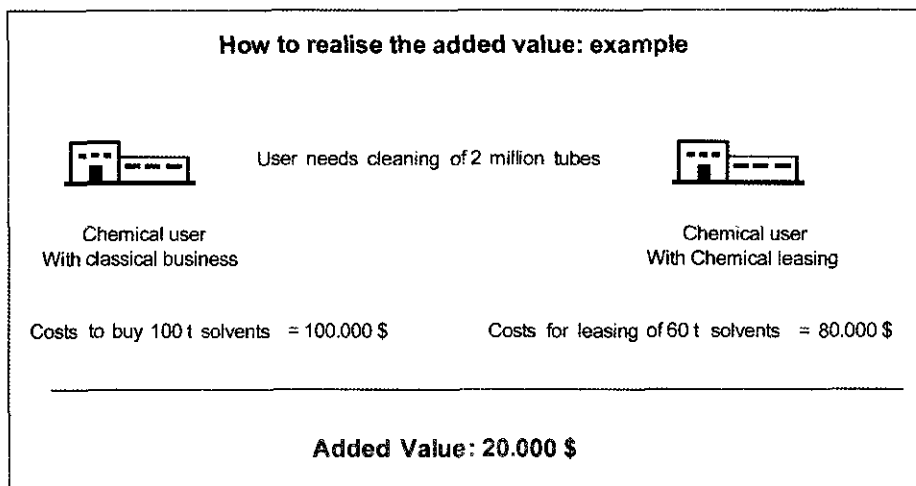 How to realise the added value: example
User needs cleaning of 2 million tubes
Chemical user
With classical business
Chemical user
With Chemical leasing
Costs to buy 100 t solvents = 100.000 $
Costs for leasing of 60 t solvents = 80.000 $
Added Value: 20.000 $